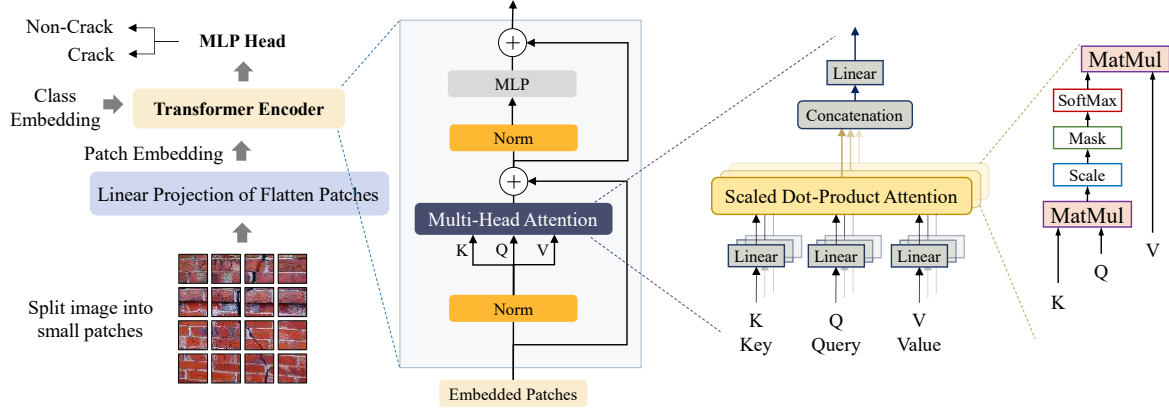 Non-Crack
Crack
MLP Head
Class
Embedding
Transformer Encoder
Patch Embedding
Linear Projection of Flatten Patches
Split image into
small patches
+
MLP
Norm
+
Multi-Head Attention
K
Q
V
Norm
Embedded Patches
Linear
Concatenation
Scaled Dot-Product Attention
Linear
Linear
Linear
K
Key
Q
Query
V
Value
MatMul
SoftMax
Mask
Scale
MatMul
K
Q
V